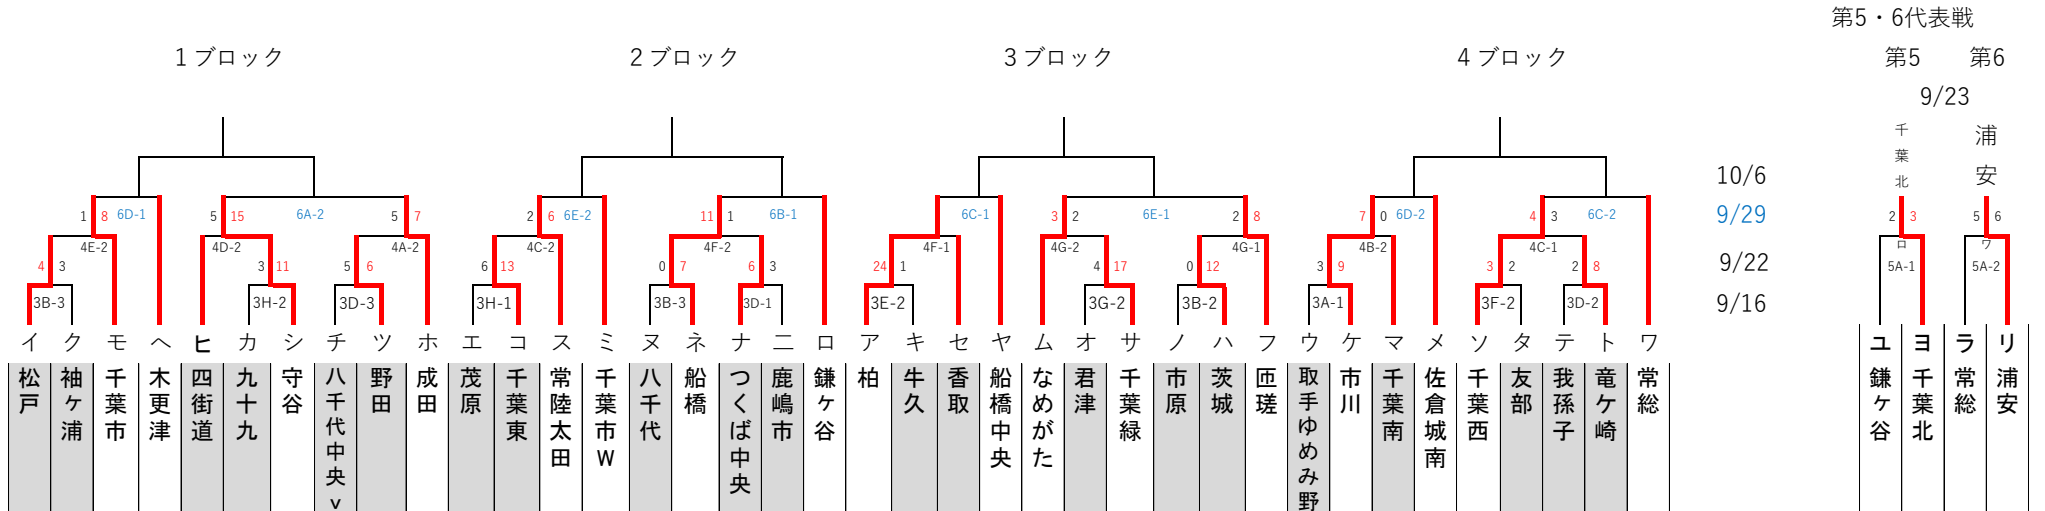 第5・6代表戦
1ブロック 2ブロック 3ブロック 4ブロック 第5 第6
9/23
千葉北 浦安
10/6
1 8 6D-1 5 15 6A-2 5 7 2 6 6E-2 11 1 6B-1 6C-1 3 2 6E-1 2 8 7 0 6D-2 4 3 6C-2 9/29 2 3 5 6
4E-2 4D-2 4A-2 4C-2 4F-2 4F-1 4G-2 4G-1 4B-2 4C-1 ロ ワ
4 3 3 11 5 6 6 13 0 7 6 3 24 1 4 17 0 12 3 9 3 2 2 8 9/22 5A-1 5A-2
3B-3 3H-2 3D-3 3H-1 3B-3 3D-1 3E-2 3G-2 3B-2 3A-1 3F-2 3D-2 9/16
イ ク モ ヘ ヒ カ シ チ ツ ホ エ コ ス ミ ヌ ネ ナ ニ ロ ア キ セ ヤ ム オ サ ノ ハ フ ウ ケ マ メ ソ タ テ ト ワ ユ ヨ ラ リ
松戸
袖ヶ浦
千葉市
木更津
四街道
九十九
守谷
八千代中央v
野田
成田
茂原
千葉東
常陸太田
千葉市W
八千代
船橋
つくば中央
鹿嶋市
鎌ヶ谷
柏
牛久
香取
船橋中央
なめがた
君津
千葉緑
市原
茨城
匝瑳
取手ゆめみ野
市川
千葉南
佐倉城南
千葉西
友部
我孫子
竜ケ崎
常総
鎌ヶ谷
千葉北
常総
浦安